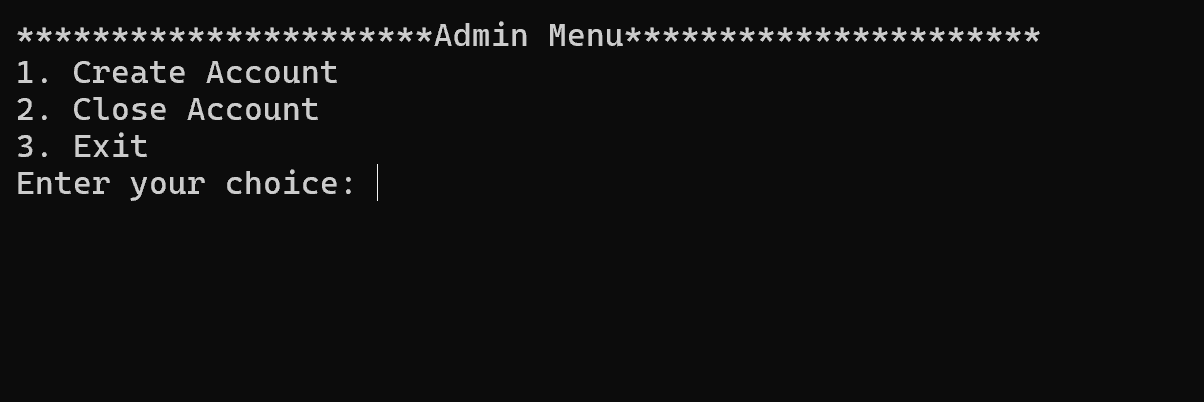 **********************Admin Menu**********************
1. Create Account
2. Close Account
3. Exit
Enter your choice: